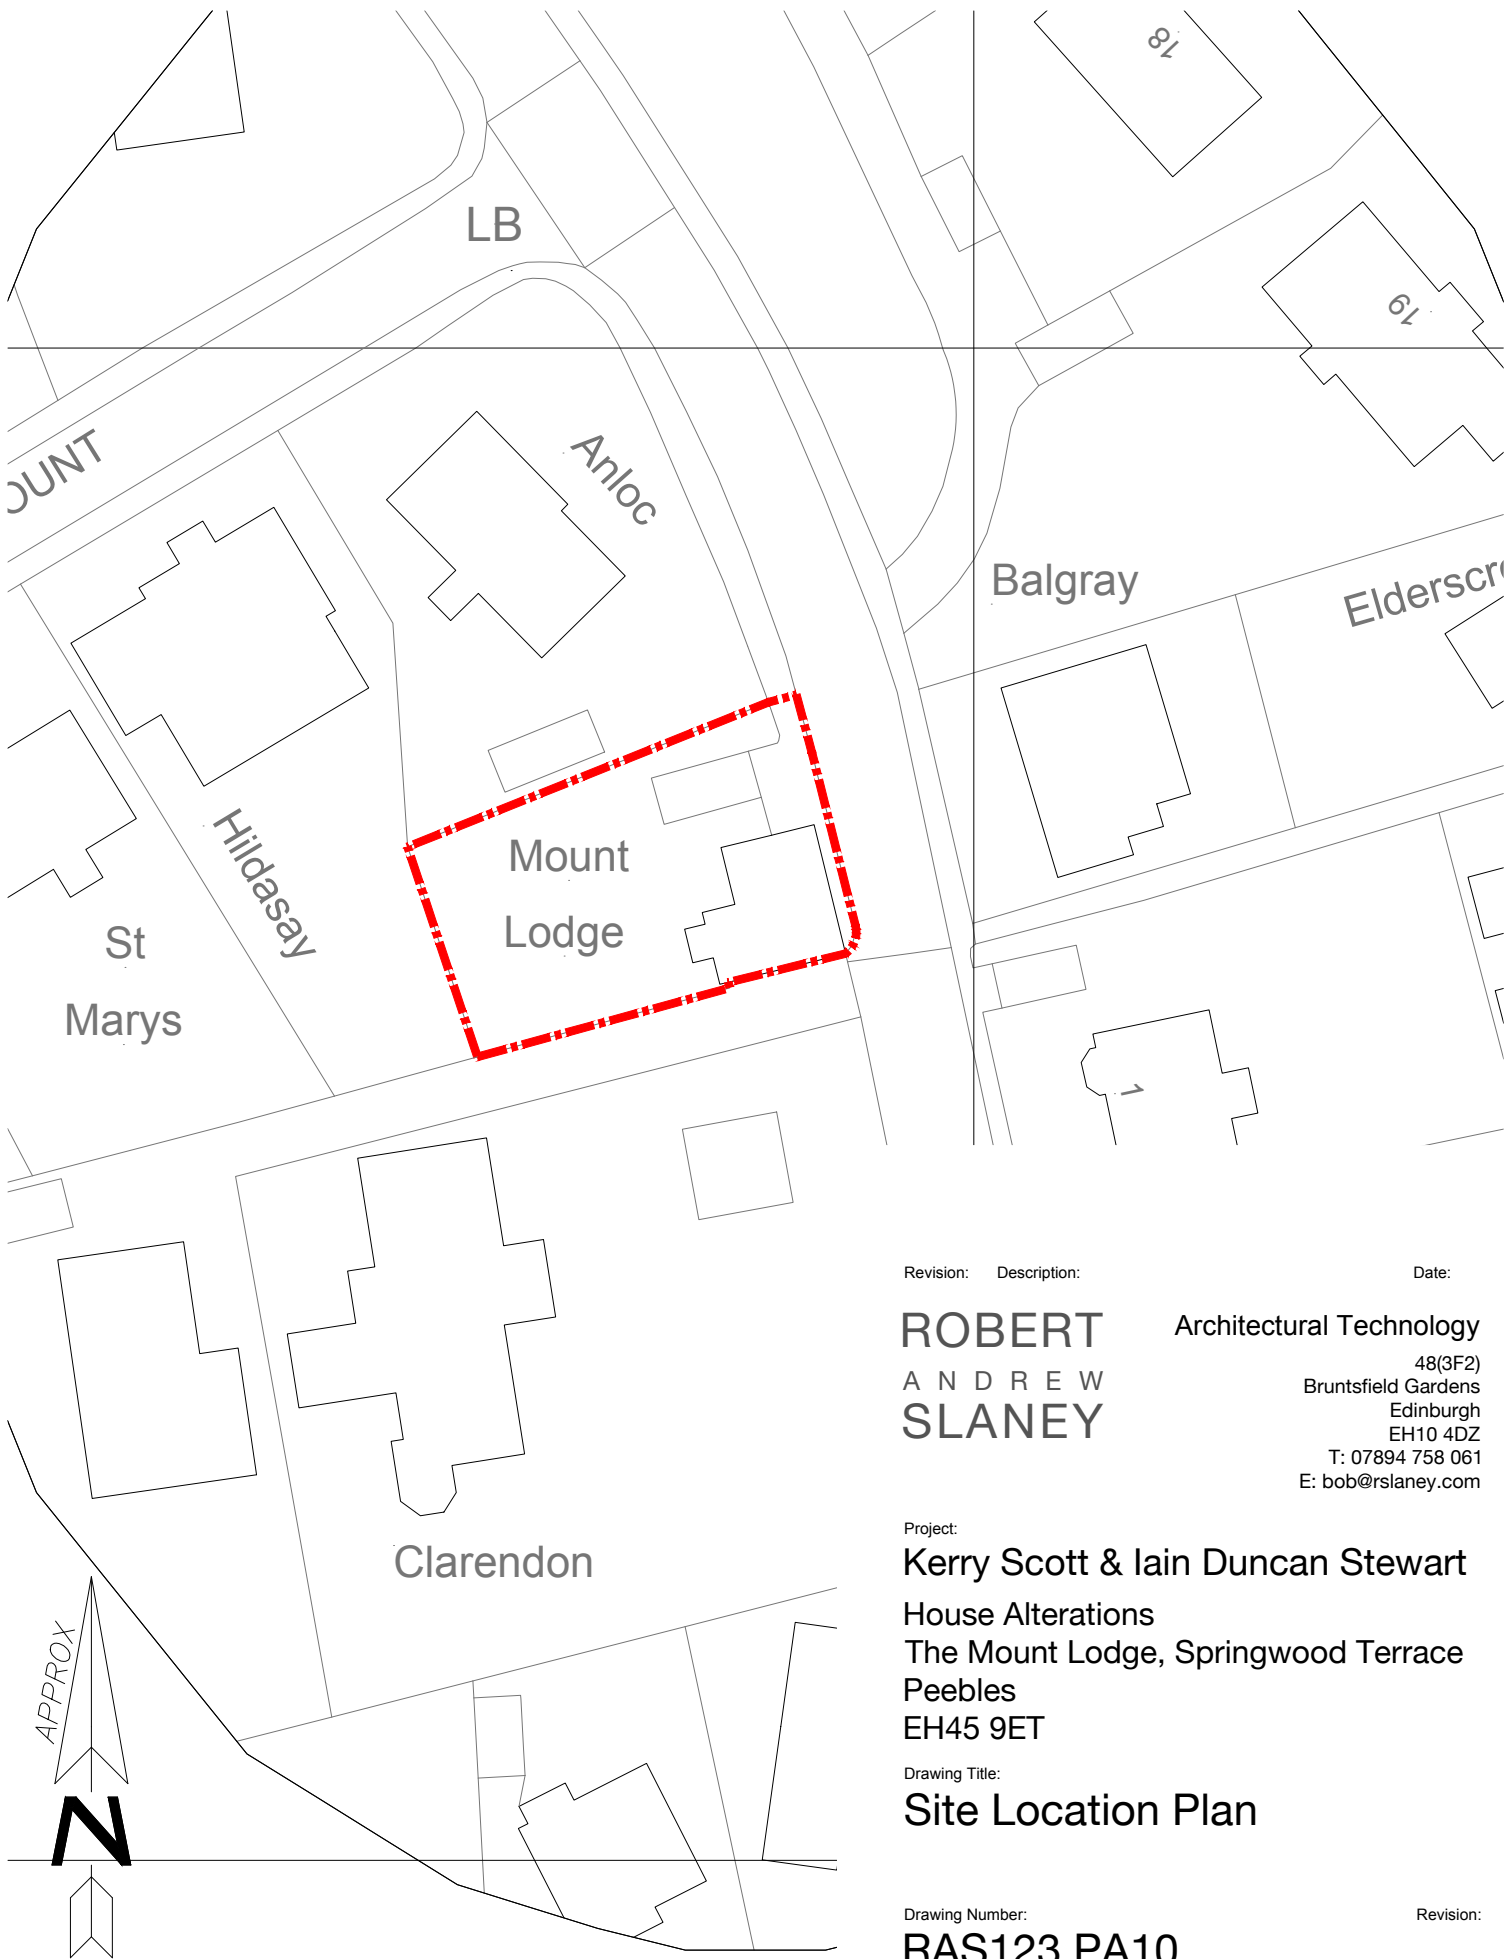 18
LB
19
OUNT
Anloc
Balgray
Elderscr
Hildasay
Mount
Lodge
St
Marys
1
Clarendon
APPROX
N
Revision: Description: Date:
ROBERT
ANDREW
SLANEY
Architectural Technology
48(3F2)
Bruntsfield Gardens
Edinburgh
EH10 4DZ
T: 07894 758 061
E: bob@rslaney.com
Project:
Kerry Scott & Iain Duncan Stewart
House Alterations
The Mount Lodge, Springwood Terrace
Peebles
EH45 9ET
Drawing Title:
Site Location Plan
Drawing Number: Revision:
RAS123 PA10